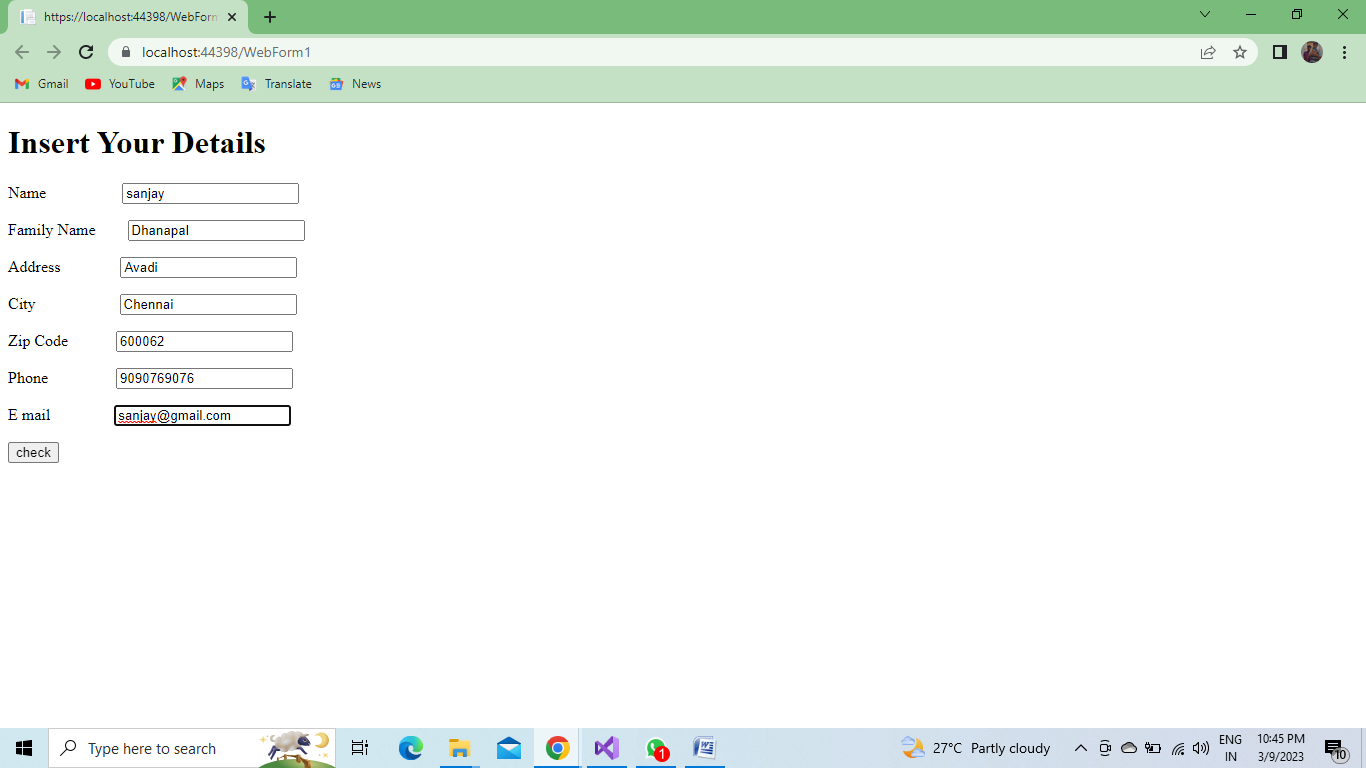 https://localhost:44398/WebForm
localhost:44398/WebForm1
Gmail YouTube Maps Translate News
Insert Your Details
Name sanjay
Family Name Dhanapal
Address Avadi
City Chennai
Zip Code 600062
Phone 9090769076
E mail sanjay@gmail.com
check
Type here to search
1
27°C Partly cloudy
ENG
IN
10:45 PM
3/9/2023
10